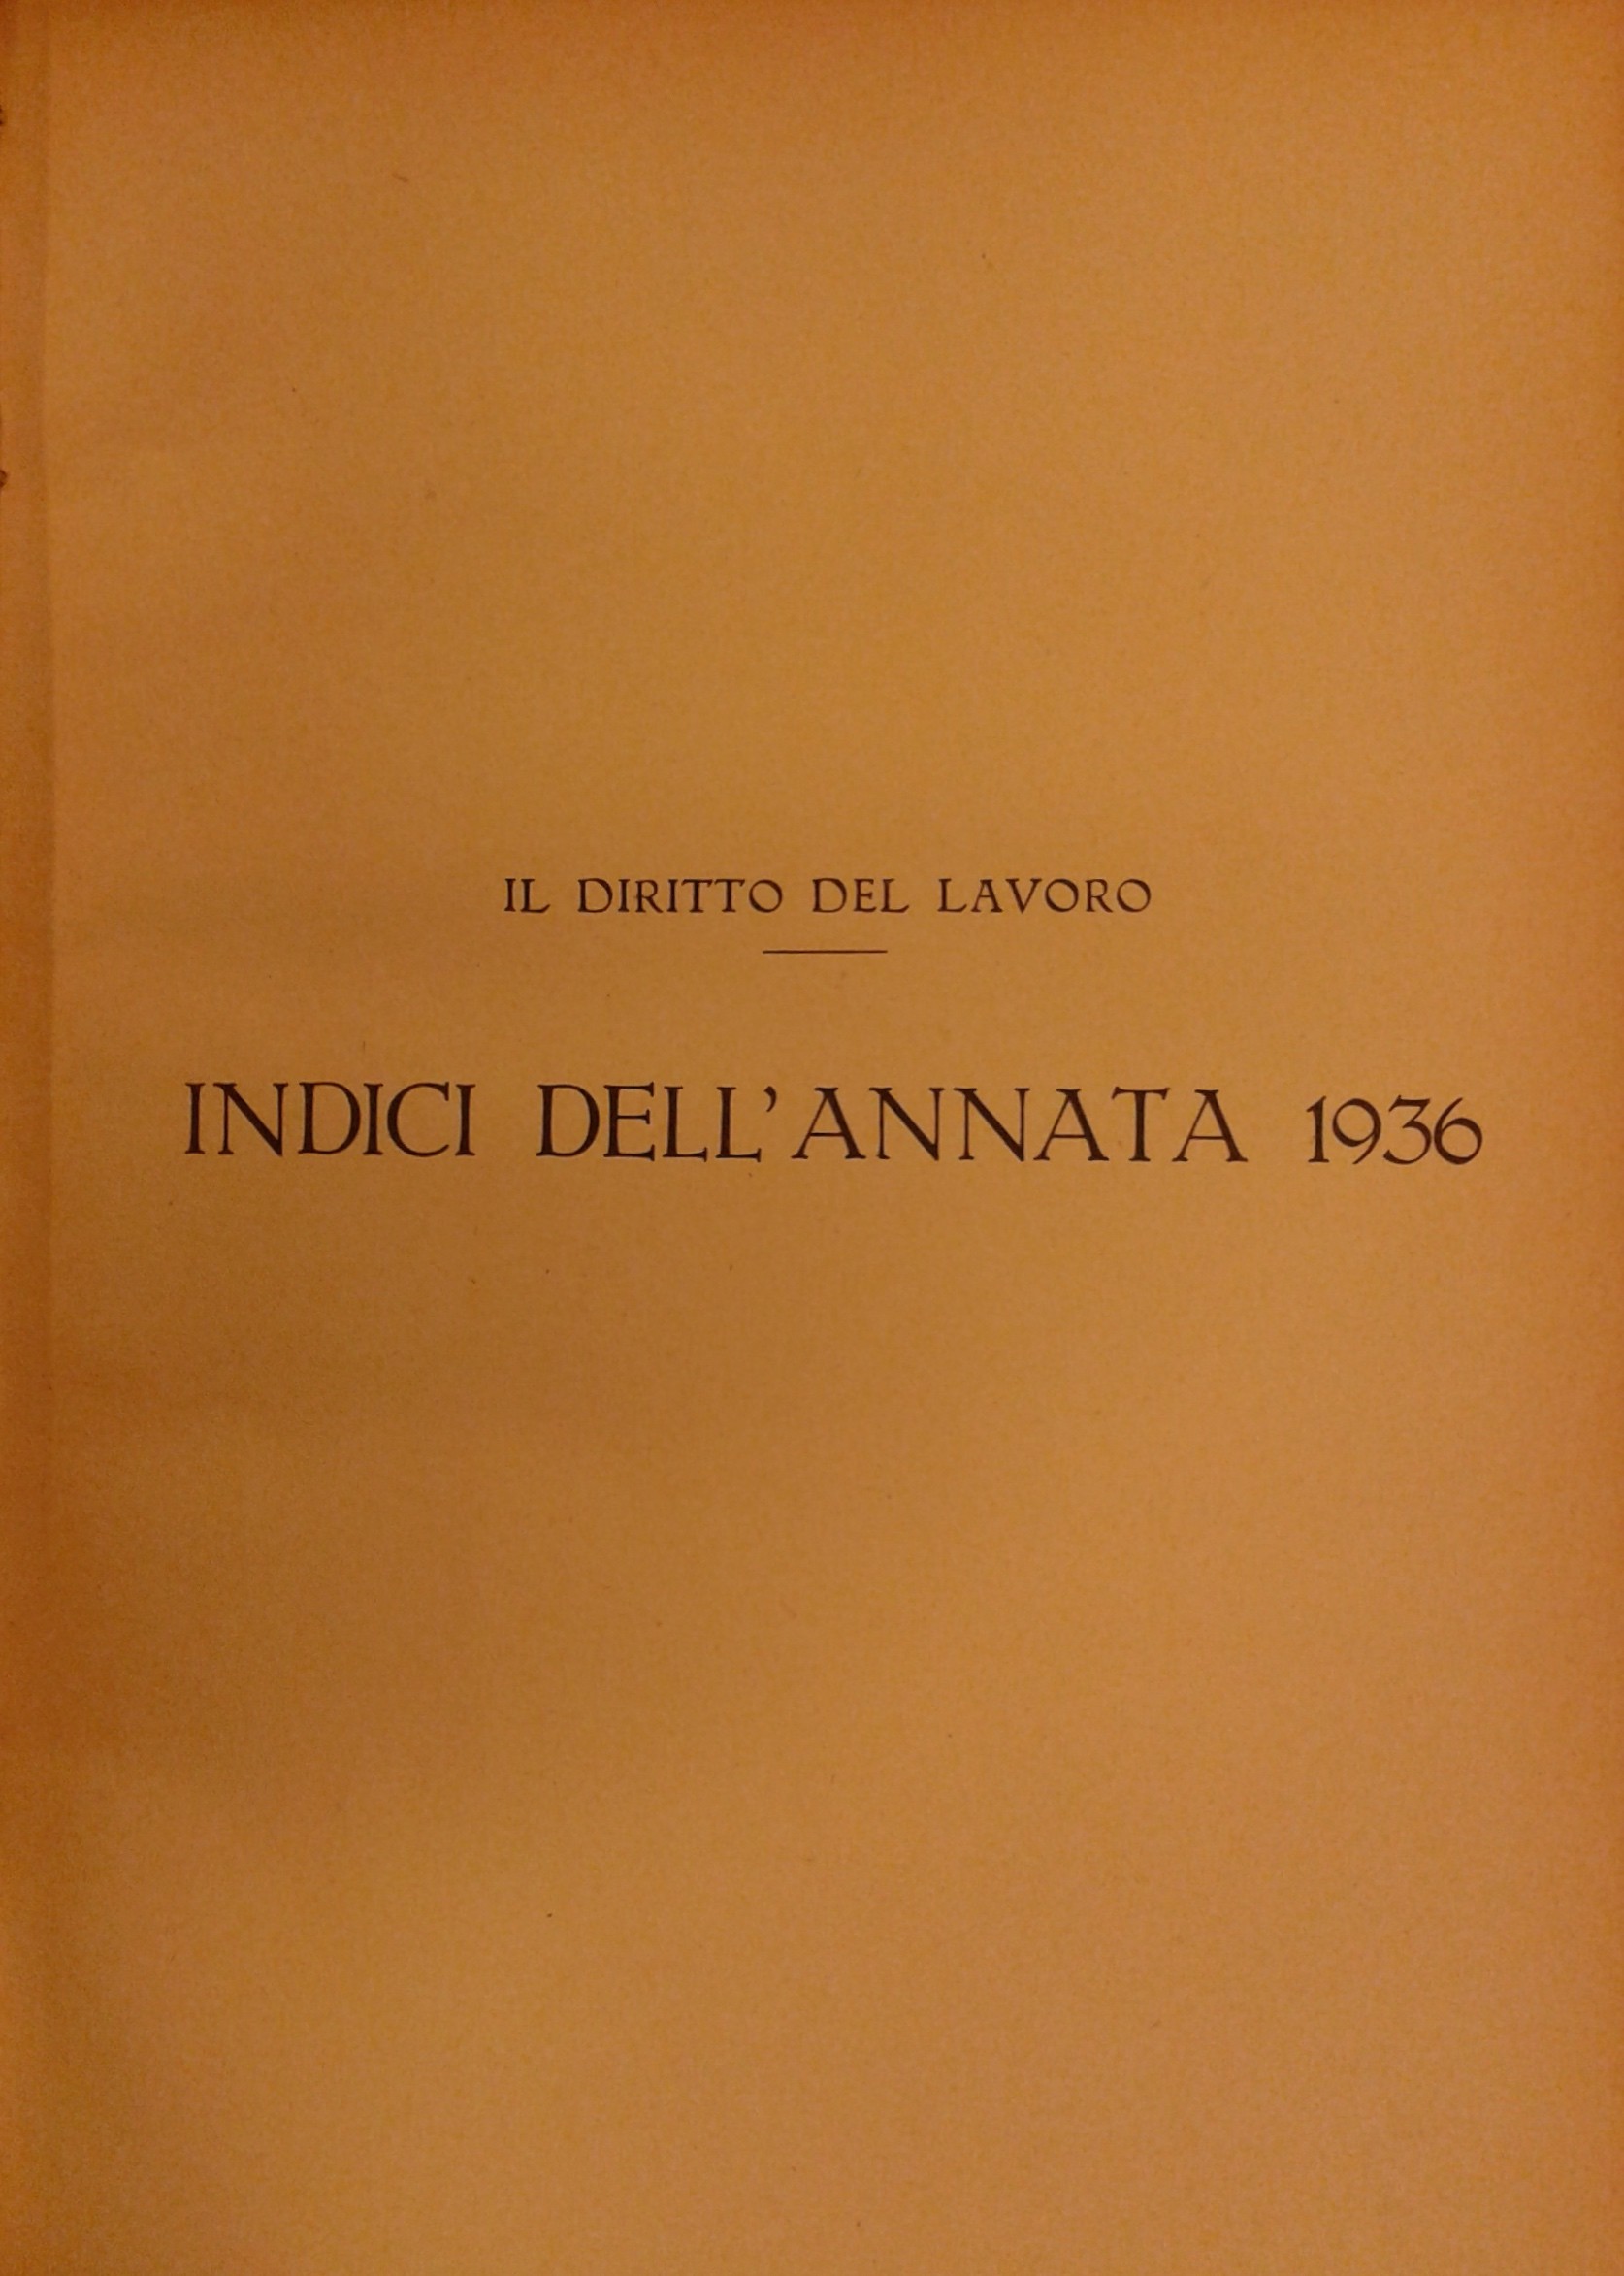 IL DIRITTO DEL LAVORO
INDICI DELL'ANNATA 1936